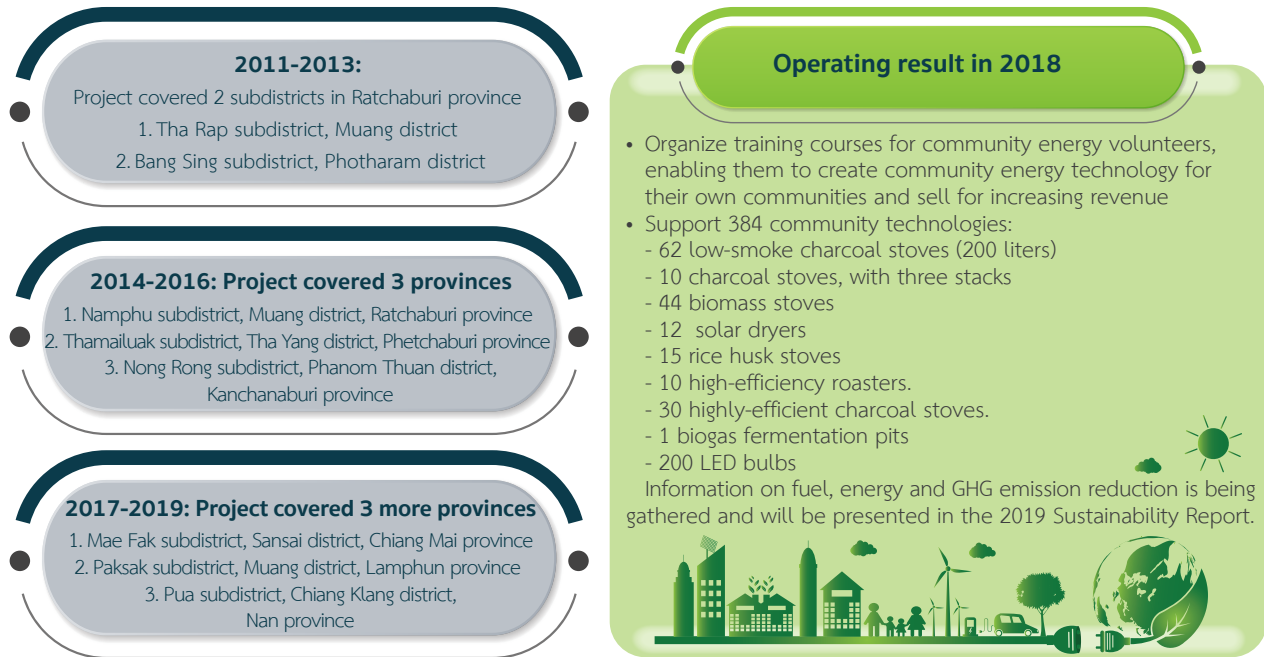 2011-2013:
Project covered 2 subdistricts in Ratchaburi province
1. Tha Rap subdistrict, Muang district
2. Bang Sing subdistrict, Photharam district
2014-2016: Project covered 3 provinces
1. Namphu subdistrict, Muang district, Ratchaburi province
2. Thamailuak subdistrict, Tha Yang district, Phetchaburi province
3. Nong Rong subdistrict, Phanom Thuan district,
Kanchanaburi province
2017-2019: Project covered 3 more provinces
1. Mae Fak subdistrict, Sansai district, Chiang Mai province
2. Paksak subdistrict, Muang district, Lamphun province
3. Pua subdistrict, Chiang Klang district,
Nan province
Operating result in 2018
• Organize training courses for community energy volunteers,
enabling them to create community energy technology for
their own communities and sell for increasing revenue
• Support 384 community technologies:
- 62 low-smoke charcoal stoves (200 liters)
- 10 charcoal stoves, with three stacks
- 44 biomass stoves
- 12 solar dryers
- 15 rice husk stoves
- 10 high-efficiency roasters.
- 30 highly-efficient charcoal stoves.
- 1 biogas fermentation pits
- 200 LED bulbs
Information on fuel, energy and GHG emission reduction is being
gathered and will be presented in the 2019 Sustainability Report.